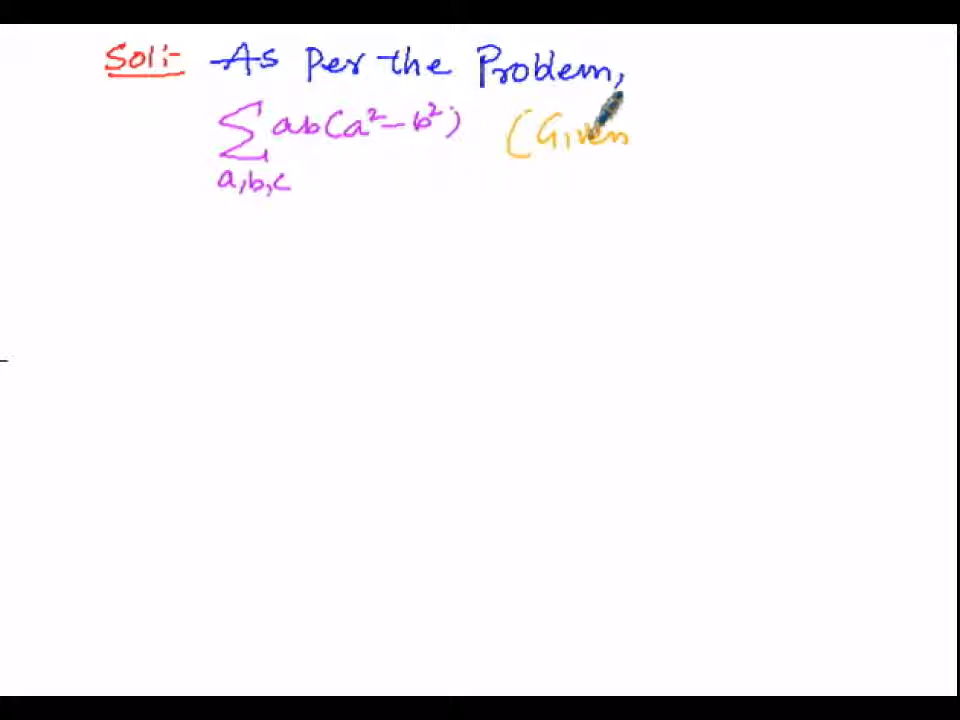 Sol:- As Per the Problem,
∑ ab(a²-b²) (Given
a,b,c